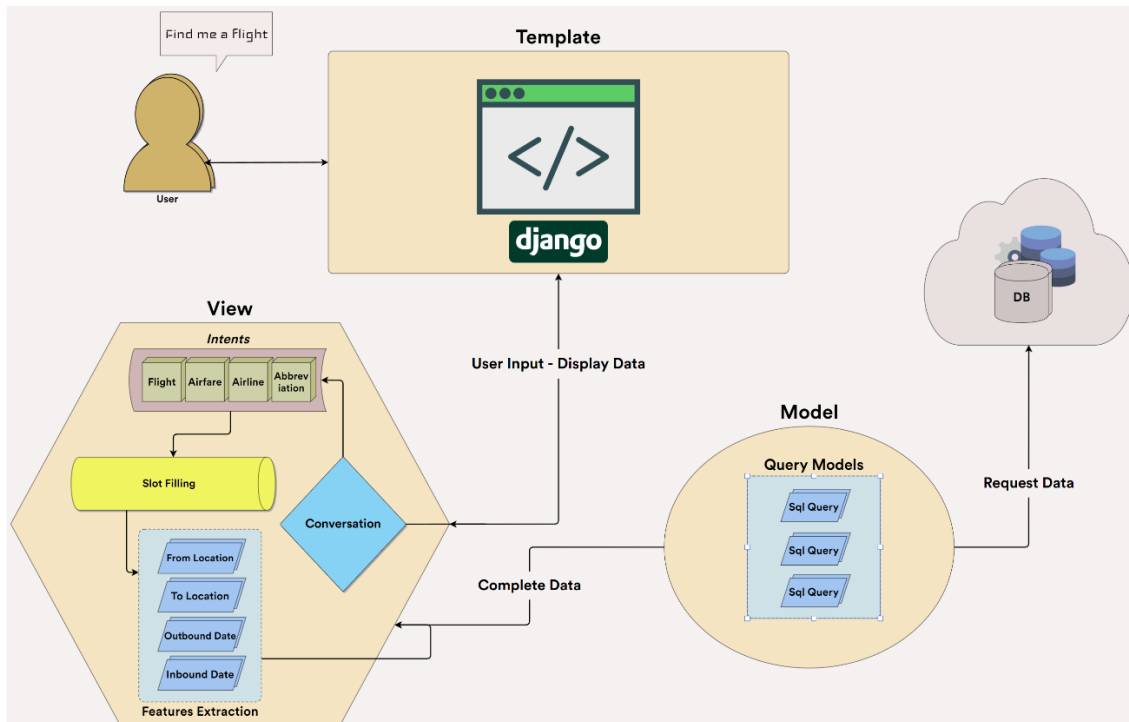 Find me a flight
Template
</>
django
User
DB
View
Intents
Flight
Airfare
Airline
Abbrev
iation
Slot Filling
Conversation
From Location
To Location
Outbound Date
Inbound Date
Features Extraction
User Input - Display Data
Model
Query Models
Sql Query
Sql Query
Sql Query
Request Data
Complete Data